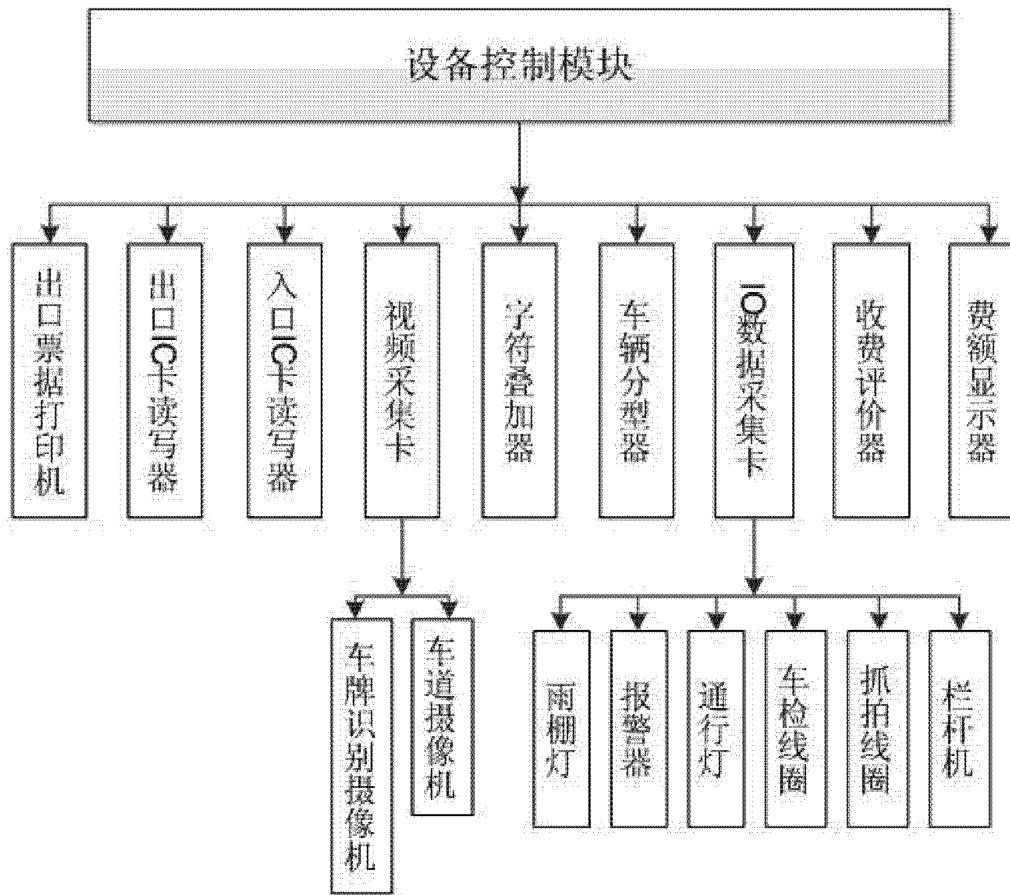 设备控制模块
出口票据打印机
出口IC卡读写器
入口IC卡读写器
视频采集卡
字符叠加器
车辆分型器
IO数据采集卡
收费评价器
费额显示器
车牌识别摄像机
车道摄像机
雨棚灯
报警器
通行灯
车检线圈
抓拍线圈
栏杆机